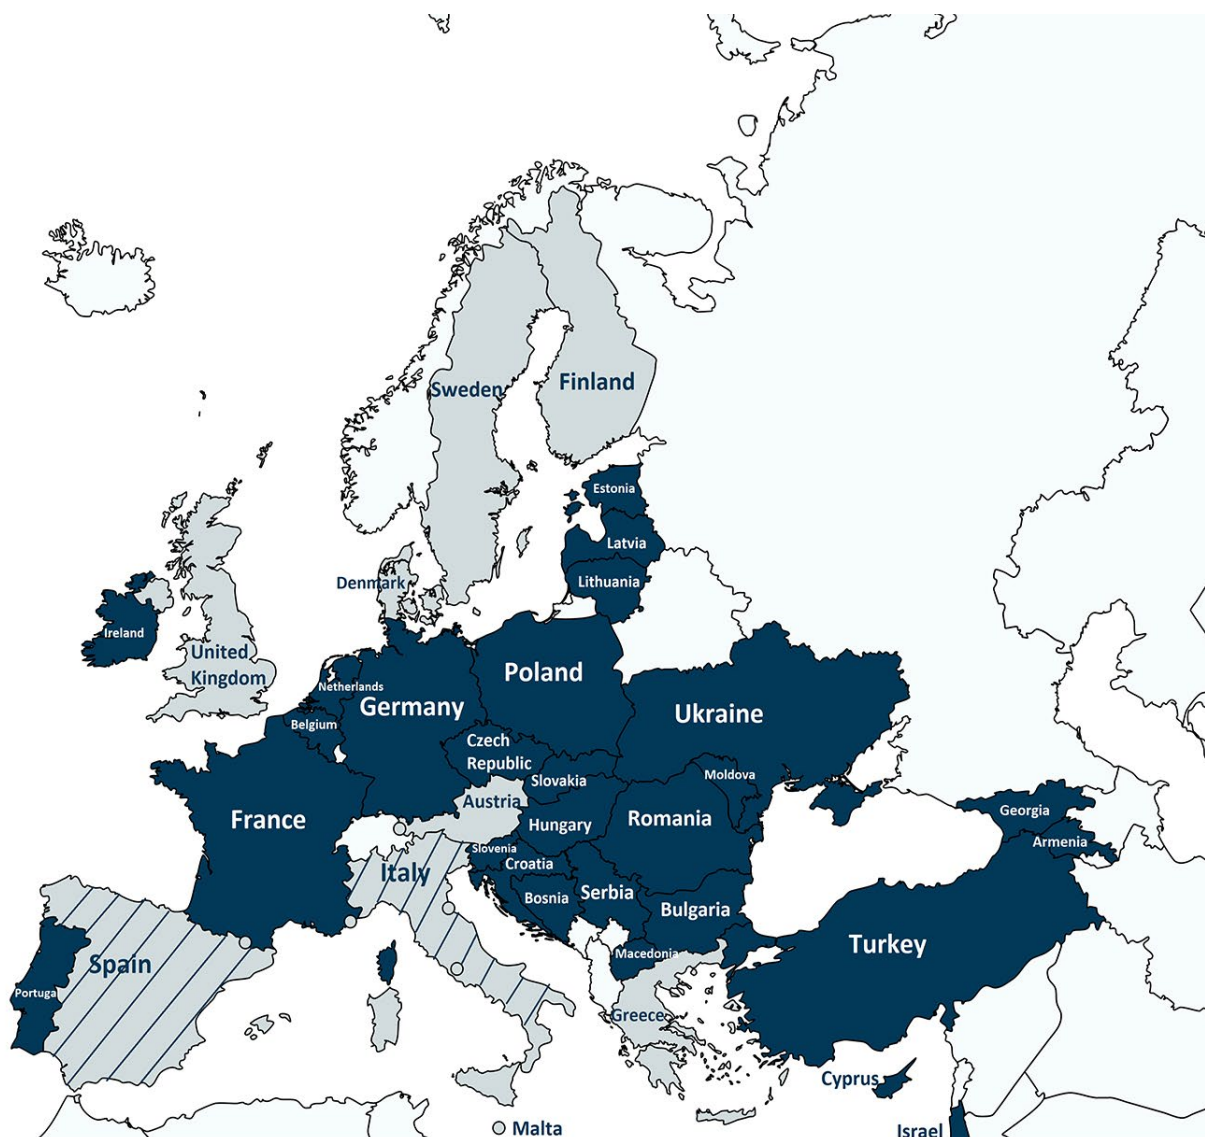 Sweden
Finland
Estonia
Latvia
Lithuania
Denmark
Ireland
United
Kingdom
Netherlands
Belgium
Germany
Poland
Ukraine
Czech
Republic
Slovakia
Moldova
Austria
France
Hungary
Romania
Georgia
Armenia
Slovenia
Croatia
Italy
Bosnia
Serbia
Bulgaria
Turkey
Macedonia
Spain
Portuga
Greece
Cyprus
Malta
Israel